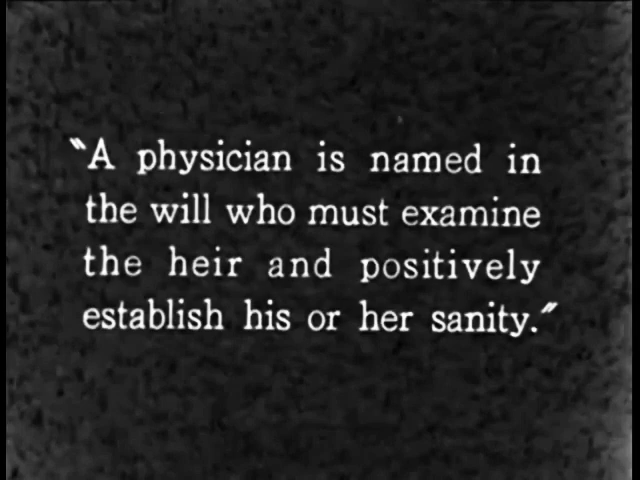 "A physician is named in
the will who must examine
the heir and positively
establish his or her sanity."